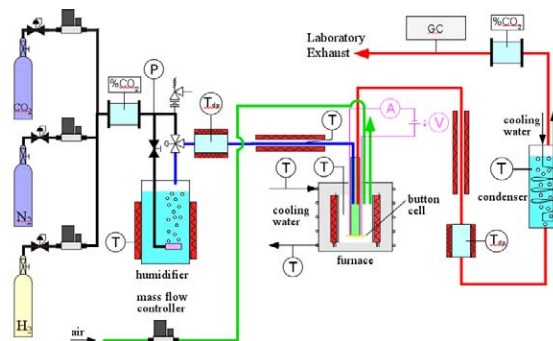 Laboratory
Exhaust
GC
%CO2
%CO2
P
A
V
CO2
Tdp
T
cooling
water
T
condenser
N2
T
T
cooling
water
button
cell
T
humidifier
T
furnace
Tdp
mass flow
controller
H2
air